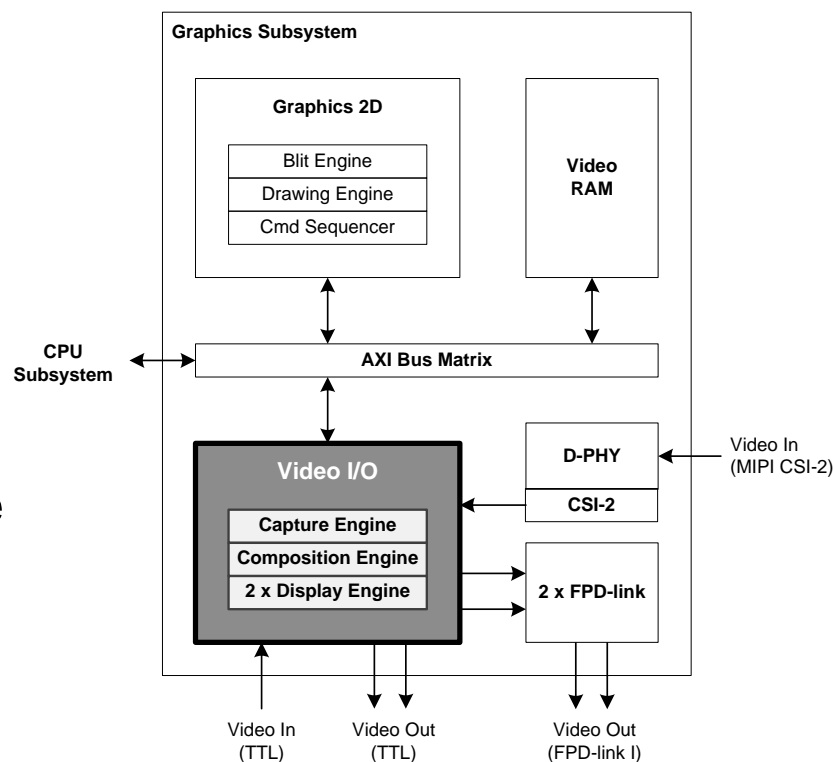 Graphics Subsystem
Graphics 2D
Blit Engine
Drawing Engine
Cmd Sequencer
Video
RAM
CPU
Subsystem
AXI Bus Matrix
Video I/O
Capture Engine
Composition Engine
2 x Display Engine
D-PHY
CSI-2
Video In
(MIPI CSI-2)
e
2 x FPD-link
Video In
(TTL)
Video Out
(TTL)
Video Out
(FPD-link I)